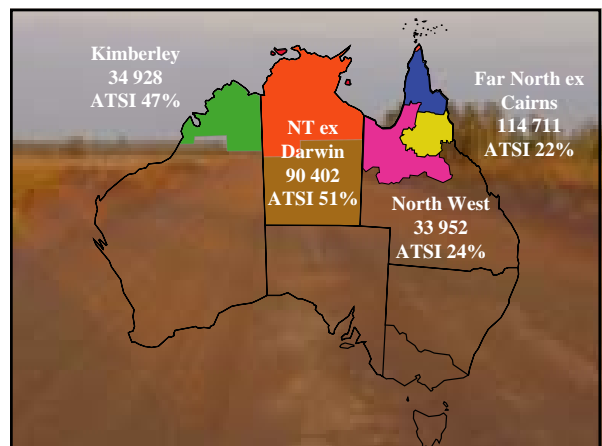 Kimberley
34 928
ATSI 47%
Far North ex
Cairns
114 711
ATSI 22%
NT ex
Darwin
90 402
ATSI 51%
North West
33 952
ATSI 24%